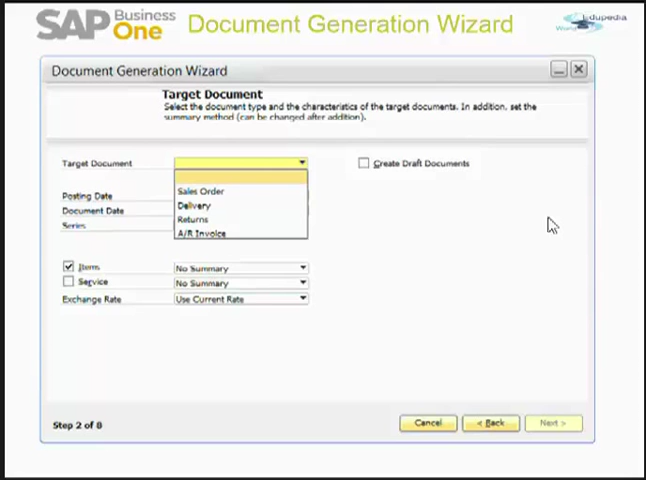 SAP Business One Document Generation Wizard
Edupedia
World
Document Generation Wizard
Target Document
Select the document type and the characteristics of the target documents. In addition, set the
summary method (can be changed after addition).
Target Document
Create Draft Documents
Sales Order
Posting Date
Delivery
Document Date
Returns
Series
A/R Invoice
Items No Summary
Service No Summary
Exchange Rate Use Current Rate
Step 2 of 8 Cancel < Back Next >